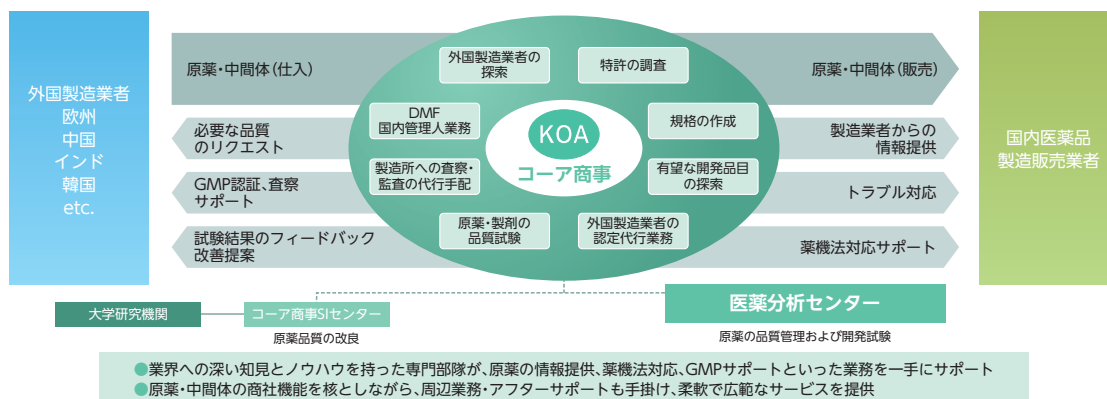 外国製造業者
欧州
中国
インド
韓国
etc.
原薬・中間体（仕入）
必要な品質
のリクエスト
GMP認証、査察
サポート
試験結果のフィードバック
改善提案
外国製造業者の
探索
特許の調査
DMF
国内管理人業務
規格の作成
KOA
コーア商事
製造所への査察・
監査の代行手配
有望な開発品目
の探索
原薬・製剤の
品質試験
外国製造業者の
認定代行業務
原薬・中間体（販売）
製造業者からの
情報提供
トラブル対応
薬機法対応サポート
国内医薬品
製造販売業者
大学研究機関
コーア商事SIセンター
原薬品質の改良
医薬分析センター
原薬の品質管理および開発試験
●業界への深い知見とノウハウを持った専門部隊が、原薬の情報提供、薬機法対応、GMPサポートといった業務を一手にサポート
●原薬・中間体の商社機能を核としながら、周辺業務・アフターサポートも手掛け、柔軟で広範なサービスを提供